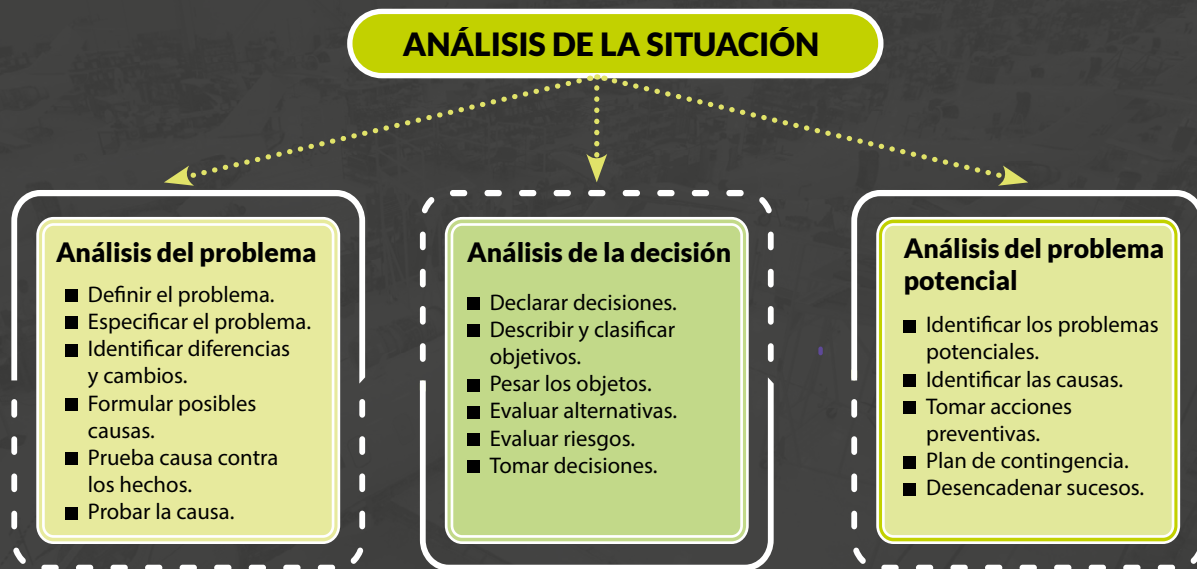 ANÁLISIS DE LA SITUACIÓN
Análisis del problema
■ Definir el problema.
■ Especificar el problema.
■ Identificar diferencias
y cambios.
■ Formular posibles
causas.
■ Prueba causa contra
los hechos.
■ Probar la causa.
Análisis de la decisión
■ Declarar decisiones.
■ Describir y clasificar
objetivos.
■ Pesar los objetos.
■ Evaluar alternativas.
■ Evaluar riesgos.
■ Tomar decisiones.
Análisis del problema
potencial
■ Identificar los problemas
potenciales.
■ Identificar las causas.
■ Tomar acciones
preventivas.
■ Plan de contingencia.
■ Desencadenar sucesos.